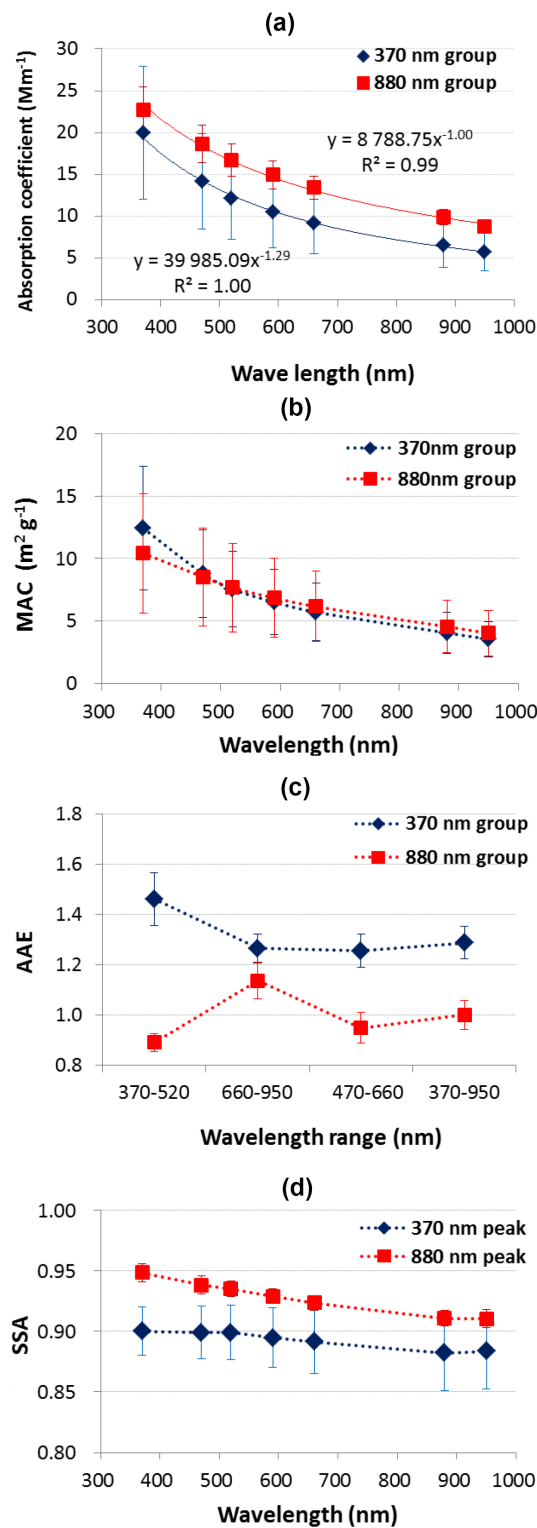 (a)
Absorption coefficient (Mm⁻¹)
30
25
20
15
10
5
0
370 nm group
880 nm group
y = 8 788.75x⁻¹·⁰⁰
R² = 0.99
y = 39 985.09x⁻¹·²⁹
R² = 1.00
300 400 500 600 700 800 900 1000
Wave length (nm)
(b)
MAC (m² g⁻¹)
20
15
10
5
0
370nm group
880nm group
300 400 500 600 700 800 900 1000
Wavelength (nm)
(c)
AAE
1.8
1.6
1.4
1.2
1.0
0.8
370 nm group
880 nm group
370-520 660-950 470-660 370-950
Wavelength range (nm)
(d)
SSA
1.00
0.95
0.90
0.85
0.80
370 nm peak
880 nm peak
300 400 500 600 700 800 900 1000
Wavelength (nm)